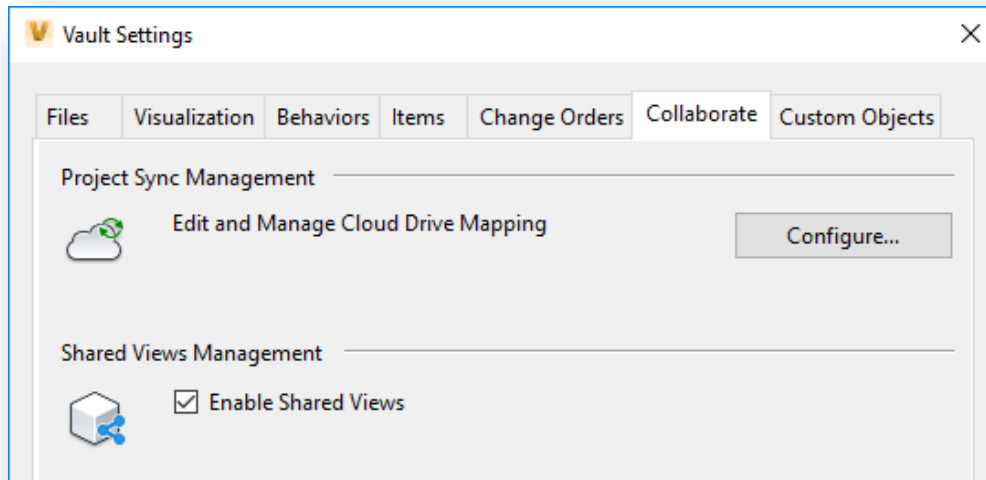 Vault Settings
Files Visualization Behaviors Items Change Orders Collaborate Custom Objects
Project Sync Management
Edit and Manage Cloud Drive Mapping Configure...
Shared Views Management
Enable Shared Views